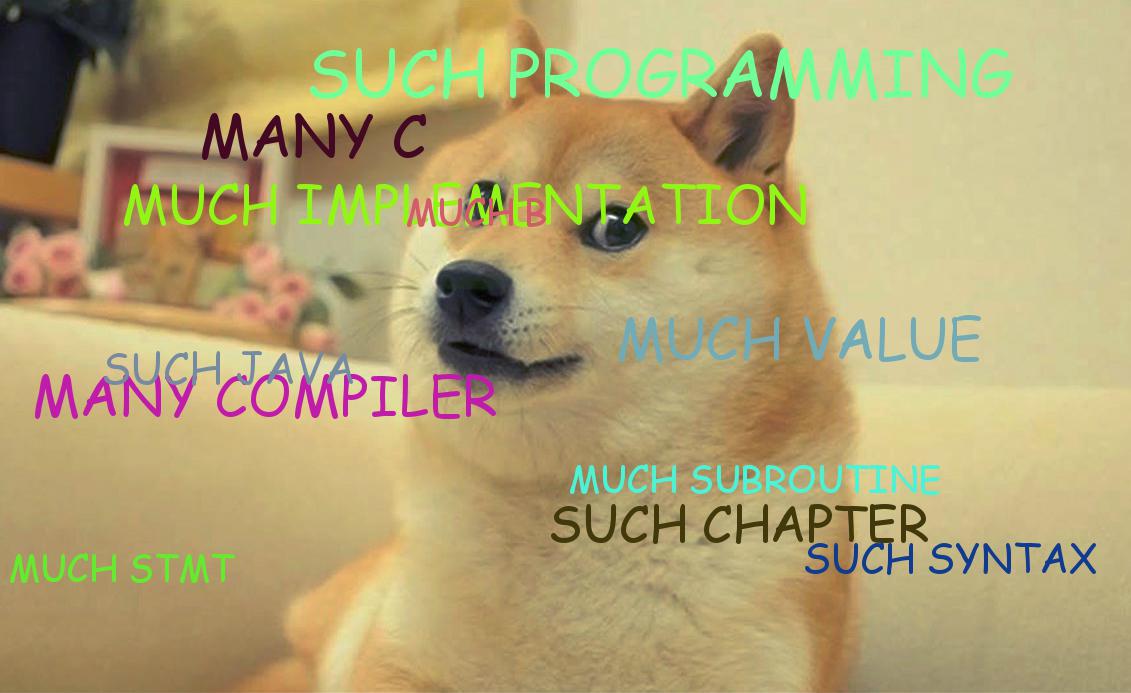 SUCH PROGRAMMING
MANY C
MUCH IMPLEMENTATION
MUCH B
MUCH VALUE
SUCH JAVA
MANY COMPILER
MUCH SUBROUTINE
SUCH CHAPTER
SUCH SYNTAX
MUCH STMT